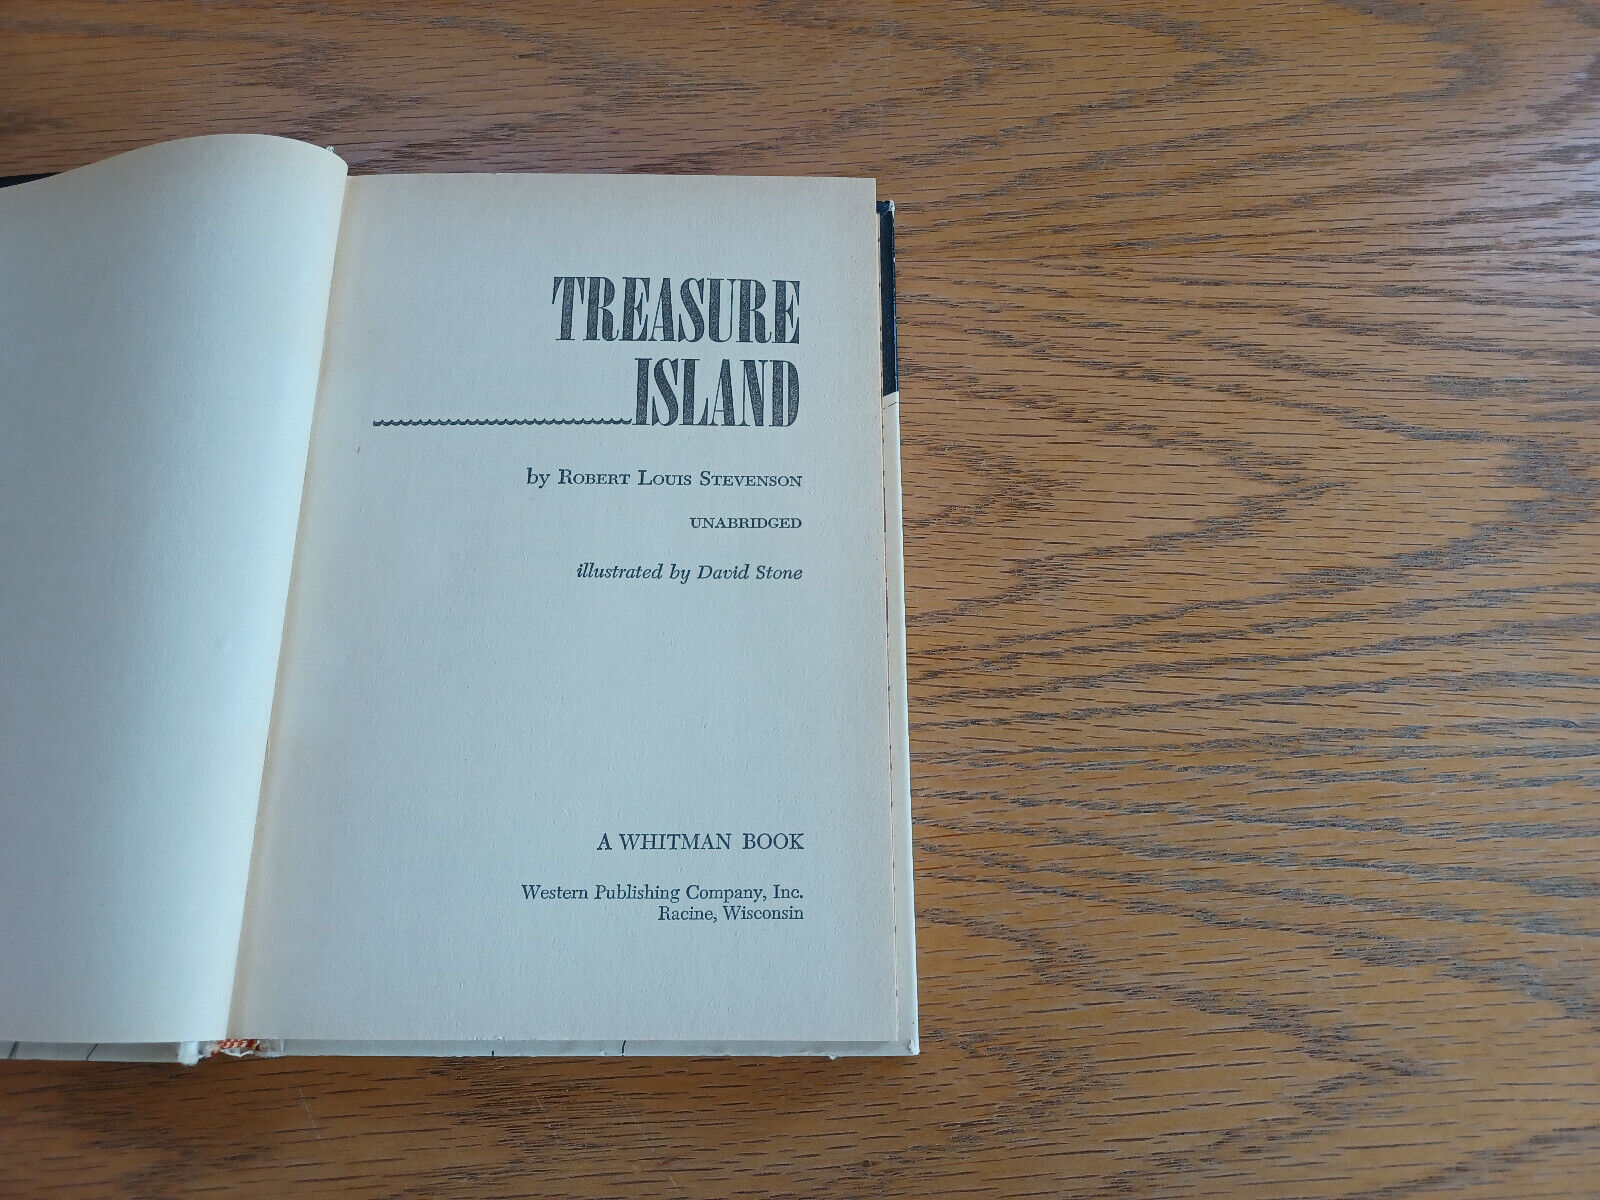 TREASURE
ISLAND
by ROBERT LOUIS STEVENSON
UNABRIDGED
illustrated by David Stone
A WHITMAN BOOK
Western Publishing Company, Inc.
Racine, Wisconsin